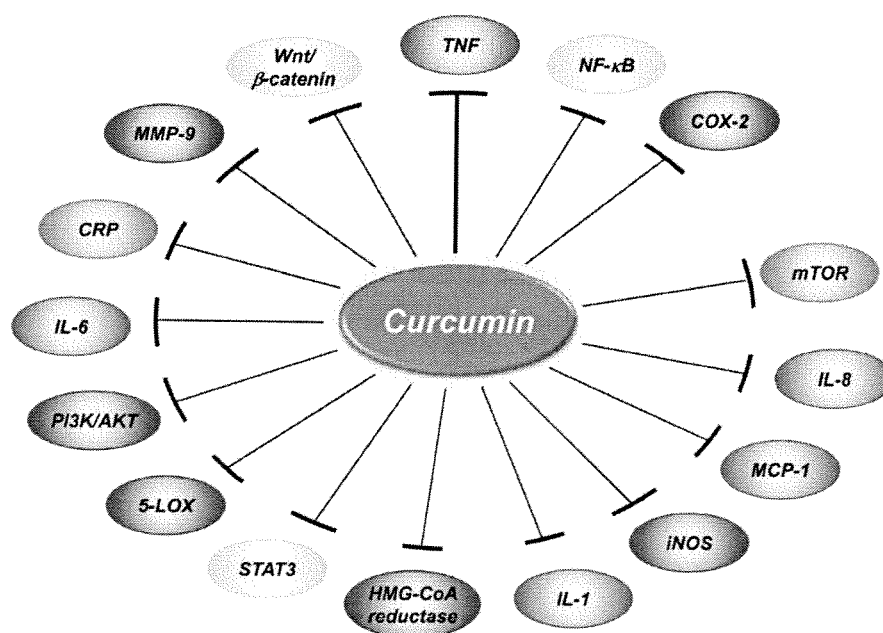 TNF
Wnt/
β-catenin
NF-κB
MMP-9
COX-2
CRP
mTOR
IL-6
Curcumin
IL-8
PI3K/AKT
MCP-1
5-LOX
iNOS
STAT3
HMG-CoA
reductase
IL-1